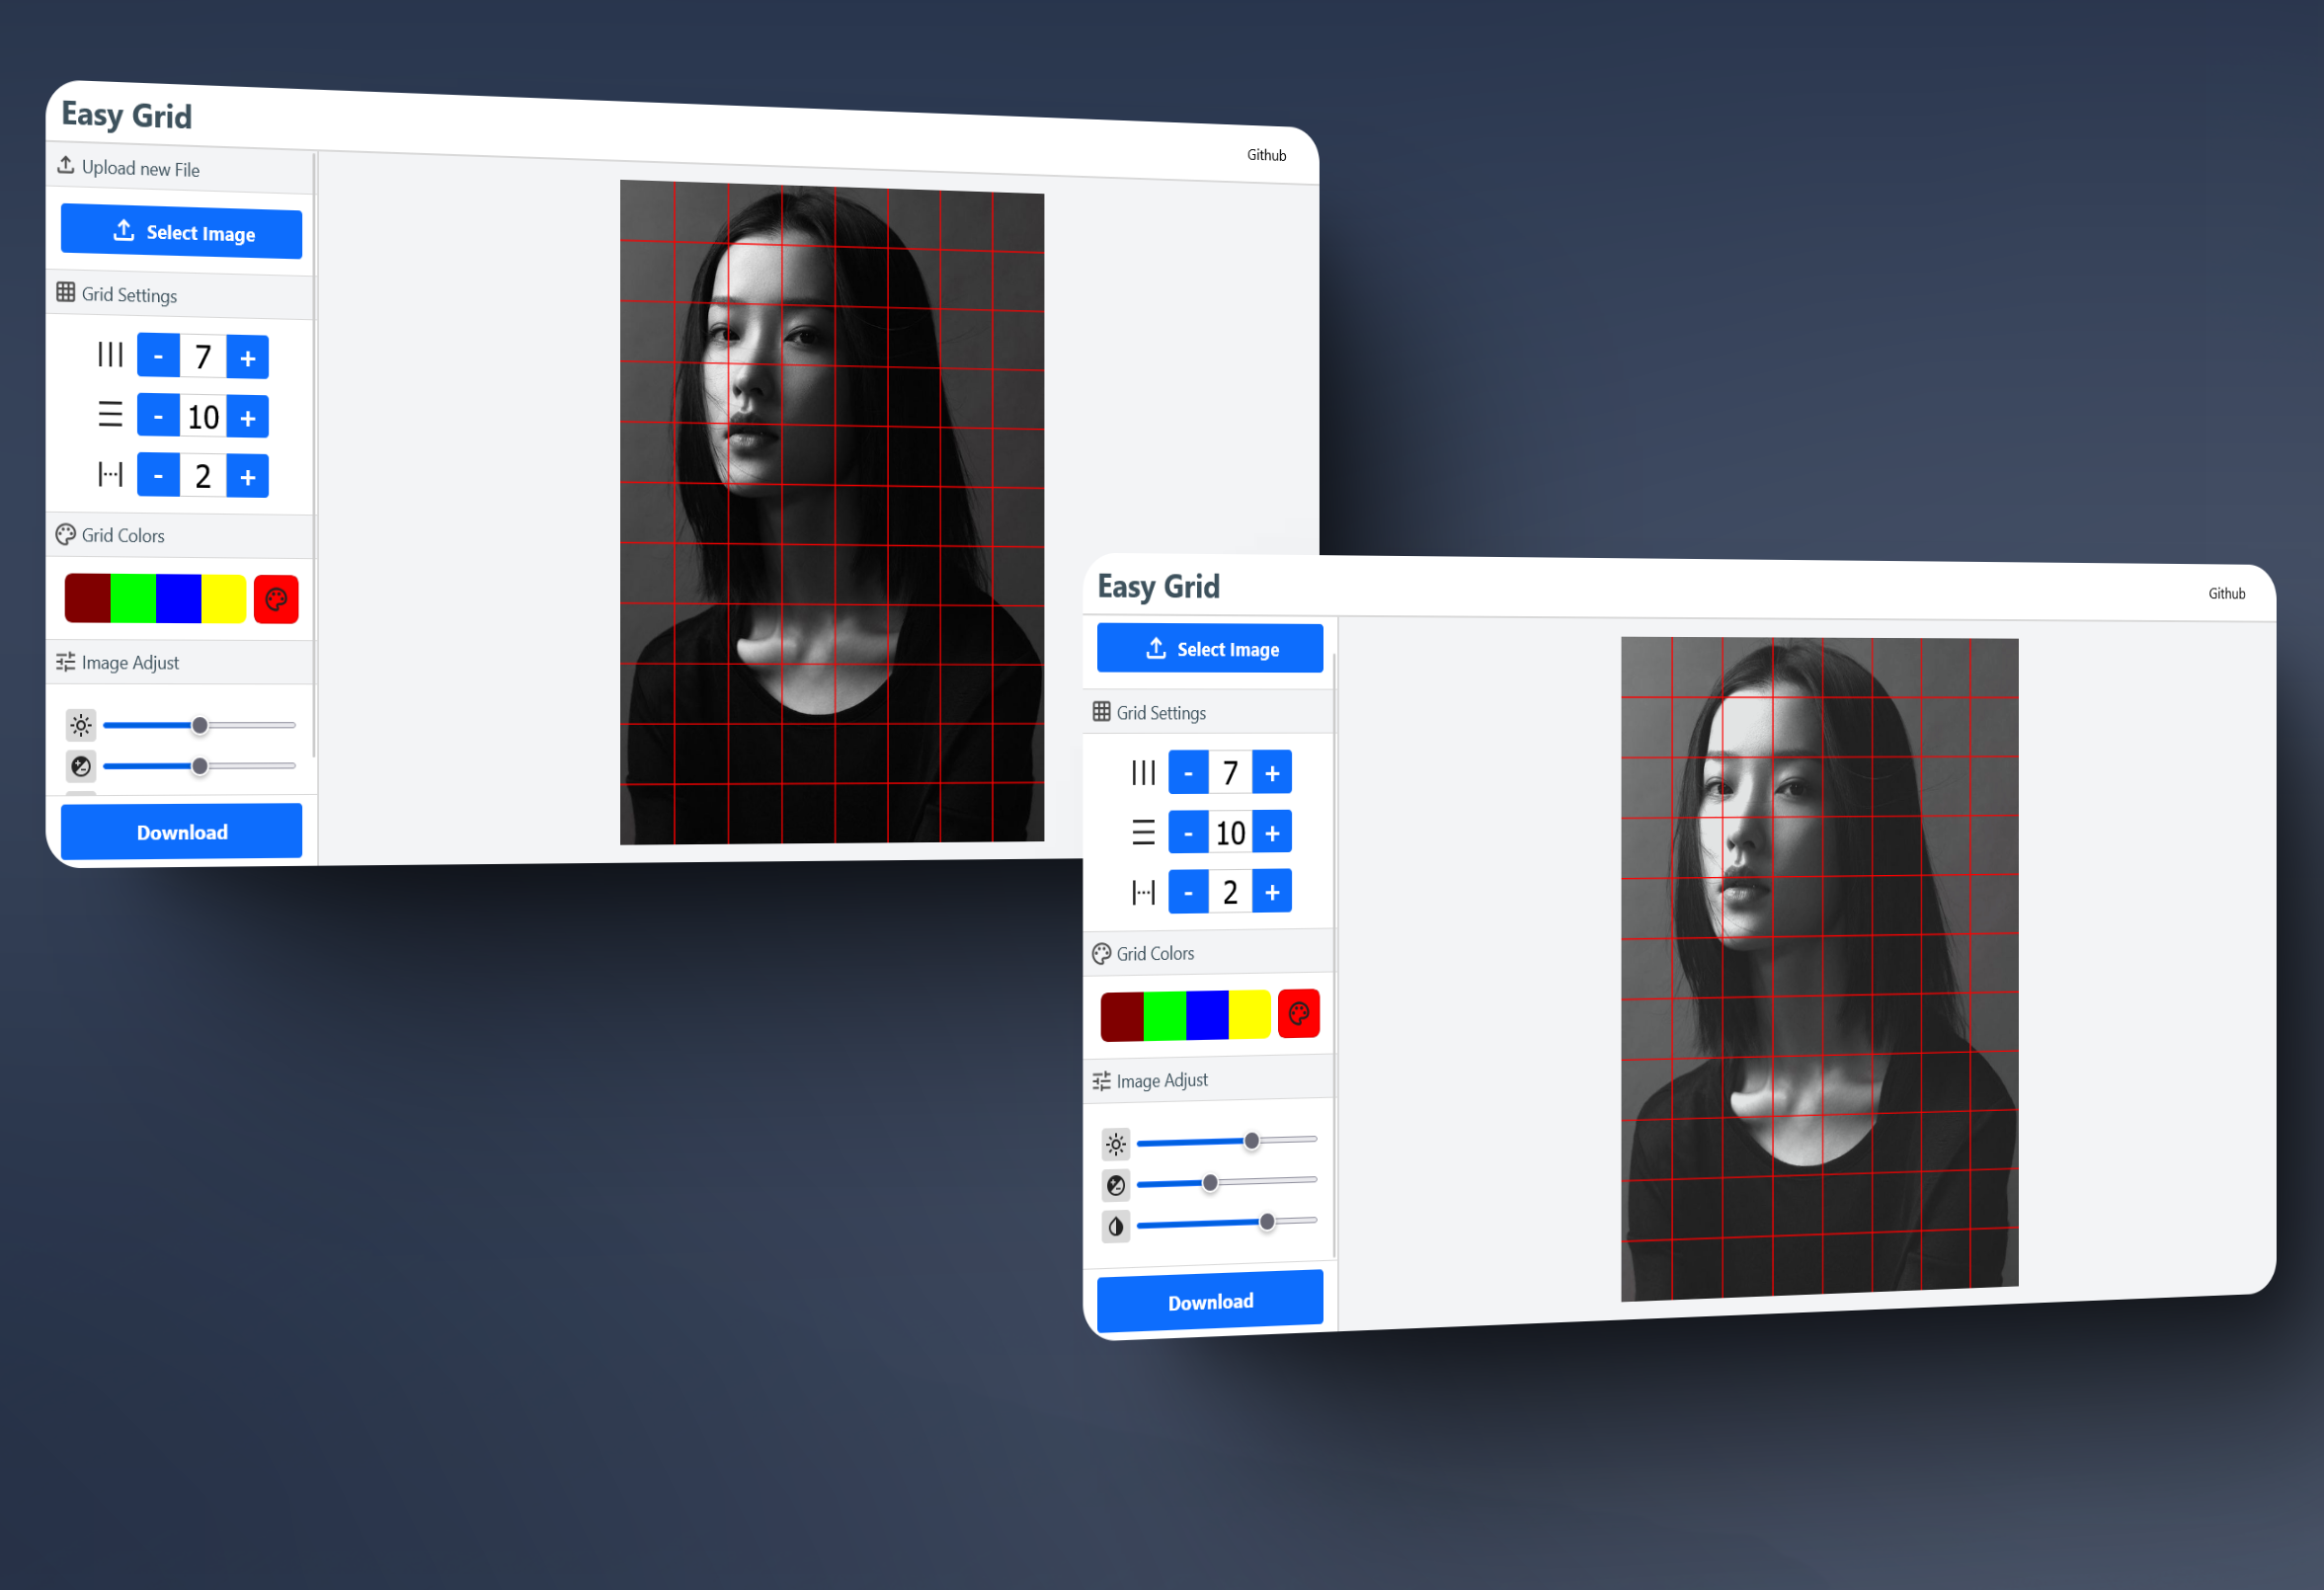 Easy Grid
Github
Upload new File
Select Image
Grid Settings
- 7 +
- 10 +
- 2 +
Grid Colors
Image Adjust
Download
Easy Grid
Github
Select Image
Grid Settings
- 7 +
- 10 +
- 2 +
Grid Colors
Image Adjust
Download